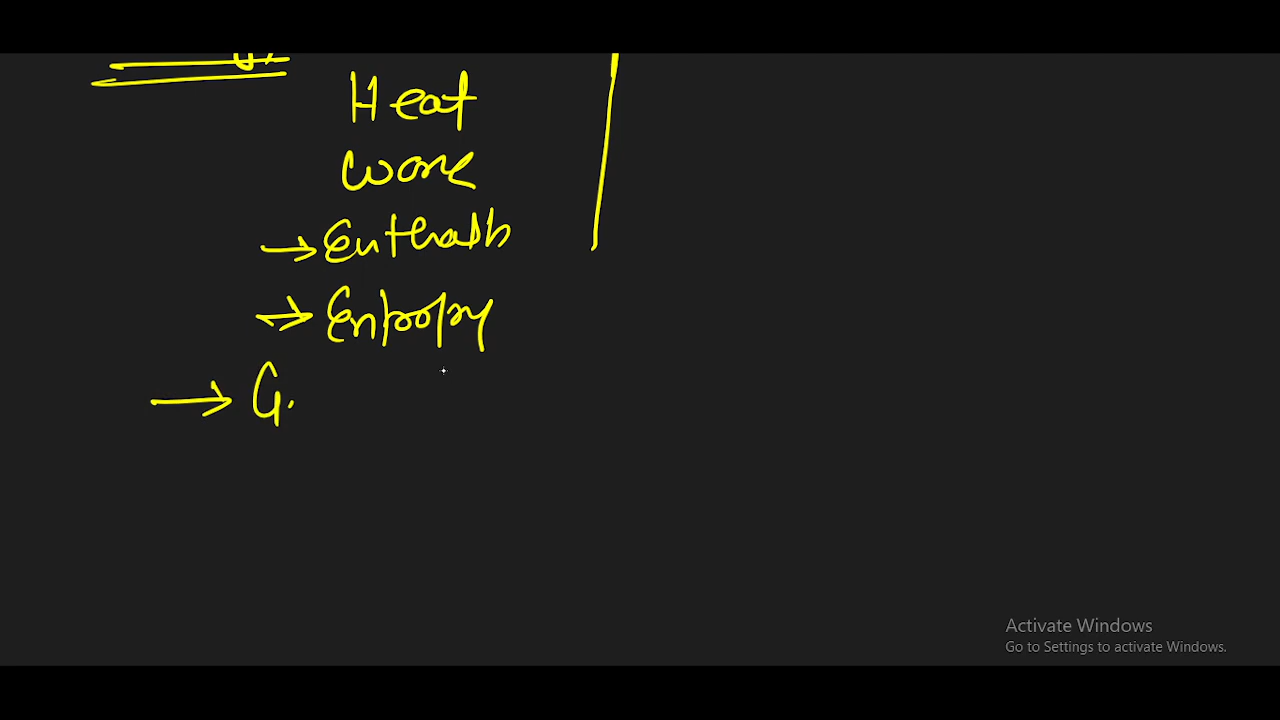 Heat
Work
→ Enthalpy
→ Entropy
→ G.
Activate Windows
Go to Settings to activate Windows.